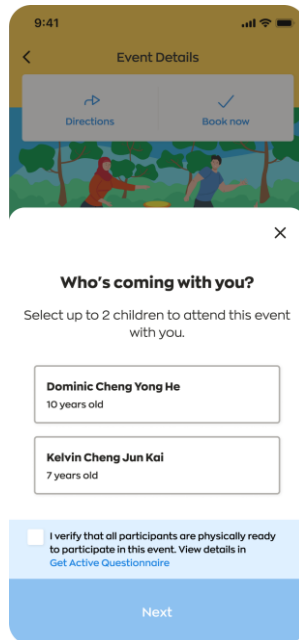 9:41
Event Details
Directions
Book now
Who's coming with you?
Select up to 2 children to attend this event
with you.
Dominic Cheng Yong He
10 years old
Kelvin Cheng Jun Kai
7 years old
I verify that all participants are physically ready
to participate in this event. View details in
Get Active Questionnaire
Next